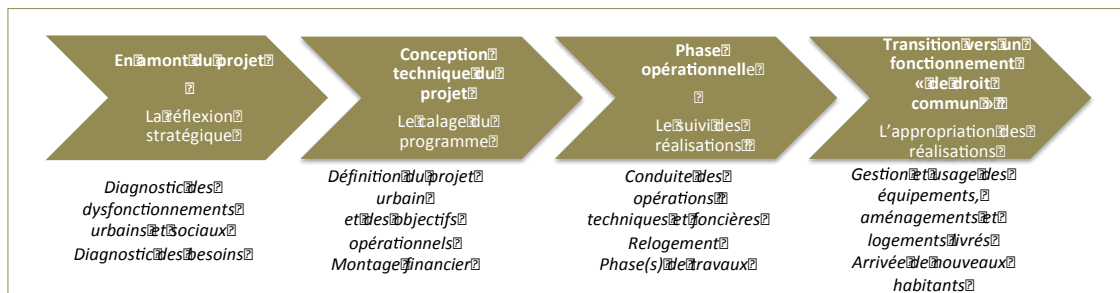 En amont du projet
La réflexion
stratégique
Diagnostic des
dysfonctionnements
urbains et sociaux
Diagnostic des besoins
Conception
technique du
projet
Le calage du
programme
Définition du projet
urbain
et des objectifs
opérationnels
Montage financier
Phase
opérationnelle
Le suivi des
réalisations
Conduite des
opérations
techniques et foncières
Relogement
Phase(s) de travaux
Transition vers un
fonctionnement
« de droit
commun »
L'appropriation des
réalisations
Gestion et usage des
équipements,
aménagements et
logements livrés
Arrivée de nouveaux
habitants